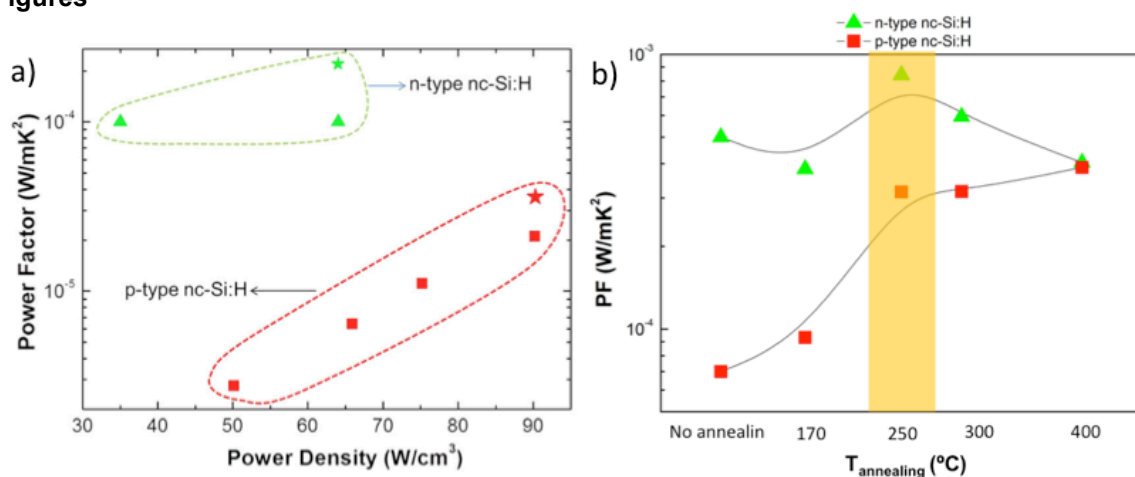 igures
a)
Power Factor (W/mK²)
10⁻⁴
10⁻⁵
n-type nc-Si:H
p-type nc-Si:H
30 40 50 60 70 80 90
Power Density (W/cm³)
n-type nc-Si:H
p-type nc-Si:H
b)
PF (W/mK²)
10⁻³
10⁻⁴
No annealin 170 250 300 400
Tannealing (ºC)